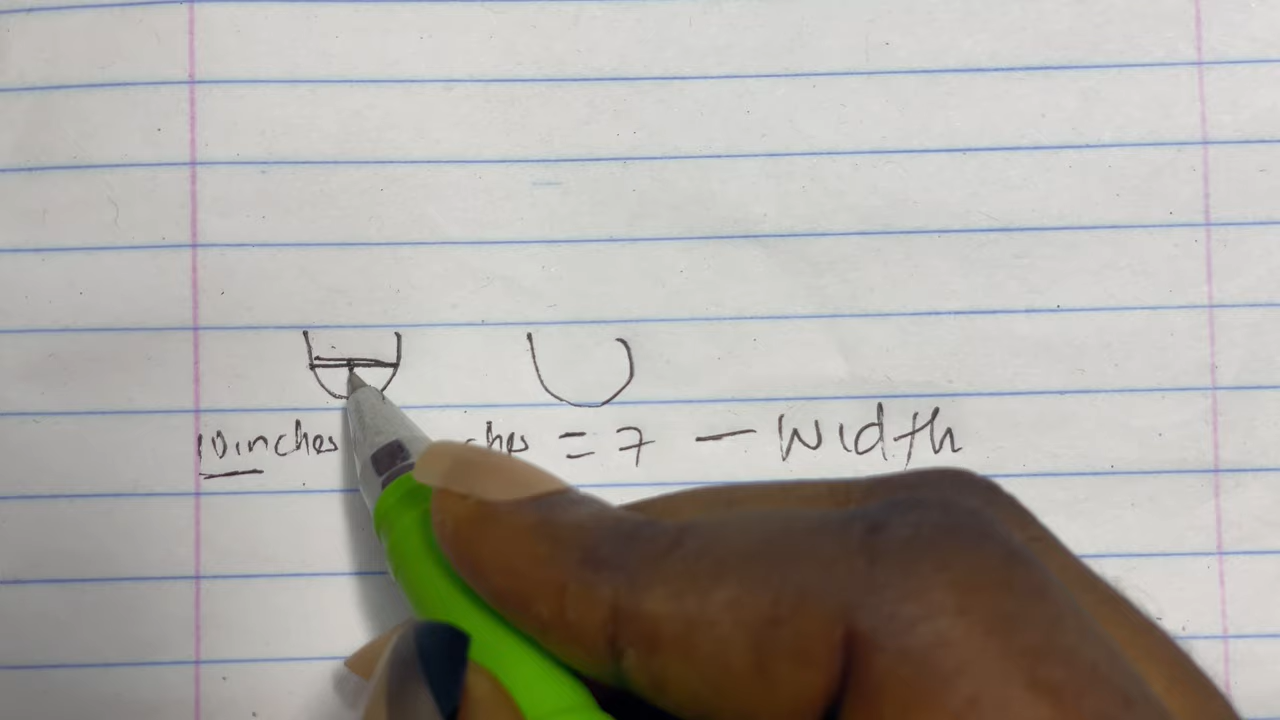 10inches = 7 — Width